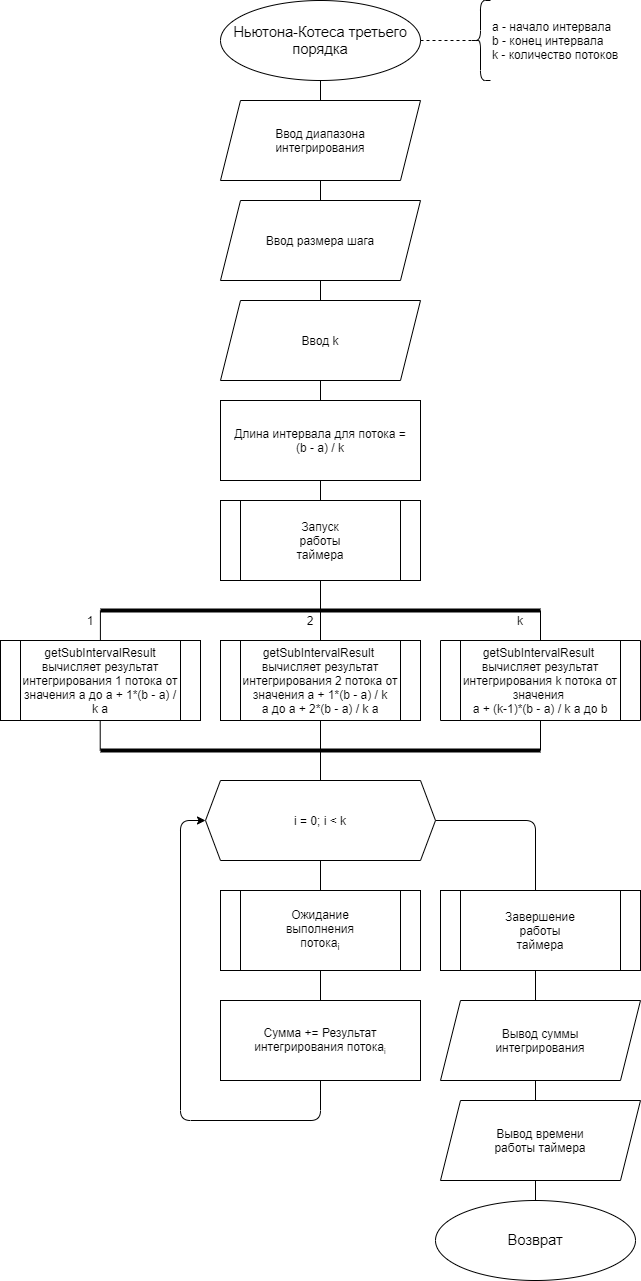 Ньютона-Котеса третьего
порядка
a - начало интервала
b - конец интервала
k - количество потоков
Ввод диапазона
интегрирования
Ввод размера шага
Ввод k
Длина интервала для потока =
(b - a) / k
Запуск
работы
таймера
1
2
k
getSubIntervalResult
вычисляет результат
интегрирования 1 потока от
значения a до a + 1*(b - a) /
k a
getSubIntervalResult
вычисляет результат
интегрирования 2 потока от
значения a + 1*(b - a) / k
a до a + 2*(b - a) / k a
getSubIntervalResult
вычисляет результат
интегрирования k потока от
значения
a + (k-1)*(b - a) / k a до b
i = 0; i < k
Ожидание
выполнения
потокаi
Завершение
работы
таймера
Сумма += Результат
интегрирования потокаi
Вывод суммы
интегрирования
Вывод времени
работы таймера
Возврат